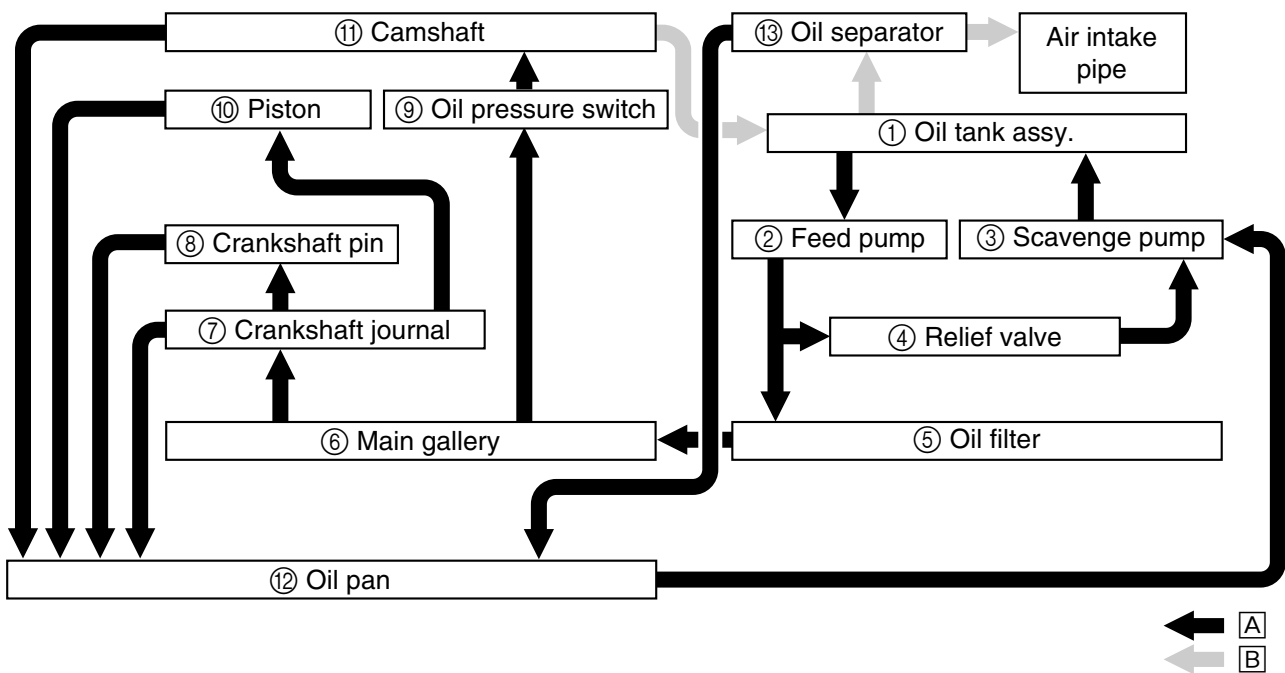 ⑪ Camshaft
⑬ Oil separator
Air intake
pipe
⑩ Piston
⑨ Oil pressure switch
① Oil tank assy.
⑧ Crankshaft pin
② Feed pump
③ Scavenge pump
⑦ Crankshaft journal
④ Relief valve
⑥ Main gallery
⑤ Oil filter
⑫ Oil pan
A
B